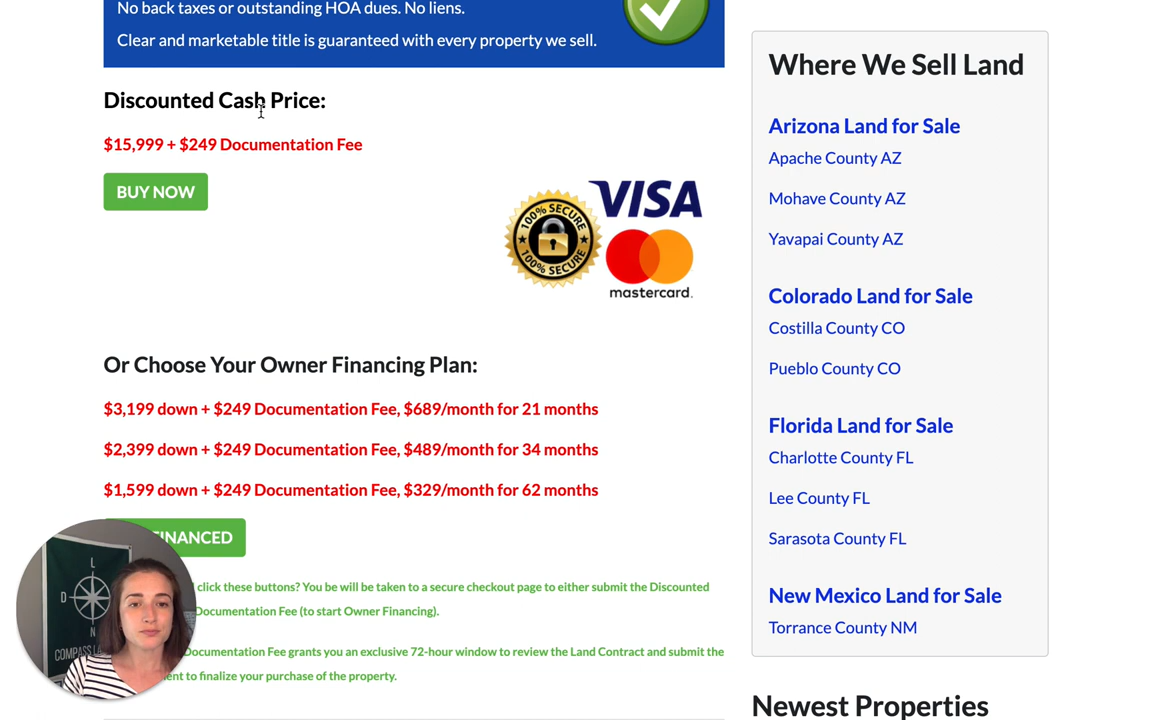 No back taxes or outstanding HOA dues. No liens.
Clear and marketable title is guaranteed with every property we sell.
Discounted Cash Price:
$15,999 + $249 Documentation Fee
BUY NOW
100% SECURE
100% SECURE
VISA
mastercard.
Or Choose Your Owner Financing Plan:
$3,199 down + $249 Documentation Fee, $689/month for 21 months
$2,399 down + $249 Documentation Fee, $489/month for 34 months
$1,599 down + $249 Documentation Fee, $329/month for 62 months
FINANCED
click these buttons? You be will be taken to a secure checkout page to either submit the Discounted
Documentation Fee (to start Owner Financing).
Documentation Fee grants you an exclusive 72-hour window to review the Land Contract and submit the
to finalize your purchase of the property.
L
D
N
COMPASS
Where We Sell Land
Arizona Land for Sale
Apache County AZ
Mohave County AZ
Yavapai County AZ
Colorado Land for Sale
Costilla County CO
Pueblo County CO
Florida Land for Sale
Charlotte County FL
Lee County FL
Sarasota County FL
New Mexico Land for Sale
Torrance County NM
Newest Properties